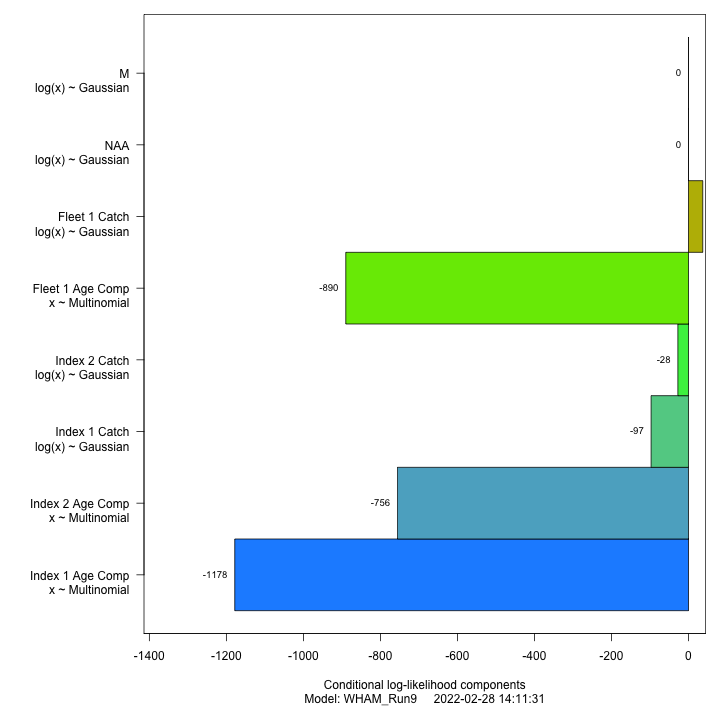 M
log(x) ~ Gaussian
0
NAA
log(x) ~ Gaussian
0
Fleet 1 Catch
log(x) ~ Gaussian
Fleet 1 Age Comp
x ~ Multinomial
-890
Index 2 Catch
log(x) ~ Gaussian
-28
Index 1 Catch
log(x) ~ Gaussian
-97
Index 2 Age Comp
x ~ Multinomial
-756
Index 1 Age Comp
x ~ Multinomial
-1178
-1400 -1200 -1000 -800 -600 -400 -200 0
Conditional log-likelihood components
Model: WHAM_Run9 2022-02-28 14:11:31